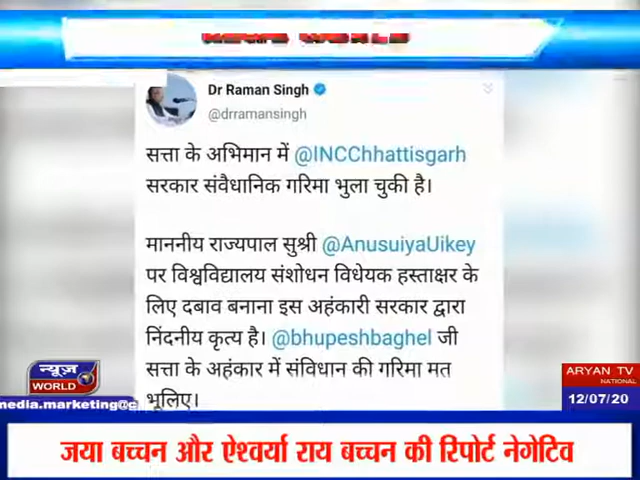 Dr Raman Singh
@drramansingh
सत्ता के अभिमान में @INCChhattisgarh
सरकार संवैधानिक गरिमा भुला चुकी है।
माननीय राज्यपाल सुश्री @AnusuiyaUikey
पर विश्वविद्यालय संशोधन विधेयक हस्ताक्षर के
लिए दबाव बनाना इस अहंकारी सरकार द्वारा
निंदनीय कृत्य है। @bhupeshbaghel जी
सत्ता के अहंकार में संविधान की गरिमा मत
भूलिए।
न्यूज़
WORLD
media.marketing@
ARYAN TV
NATIONAL
12/07/20
जया बच्चन और ऐश्वर्या राय बच्चन की रिपोर्ट नेगेटिव